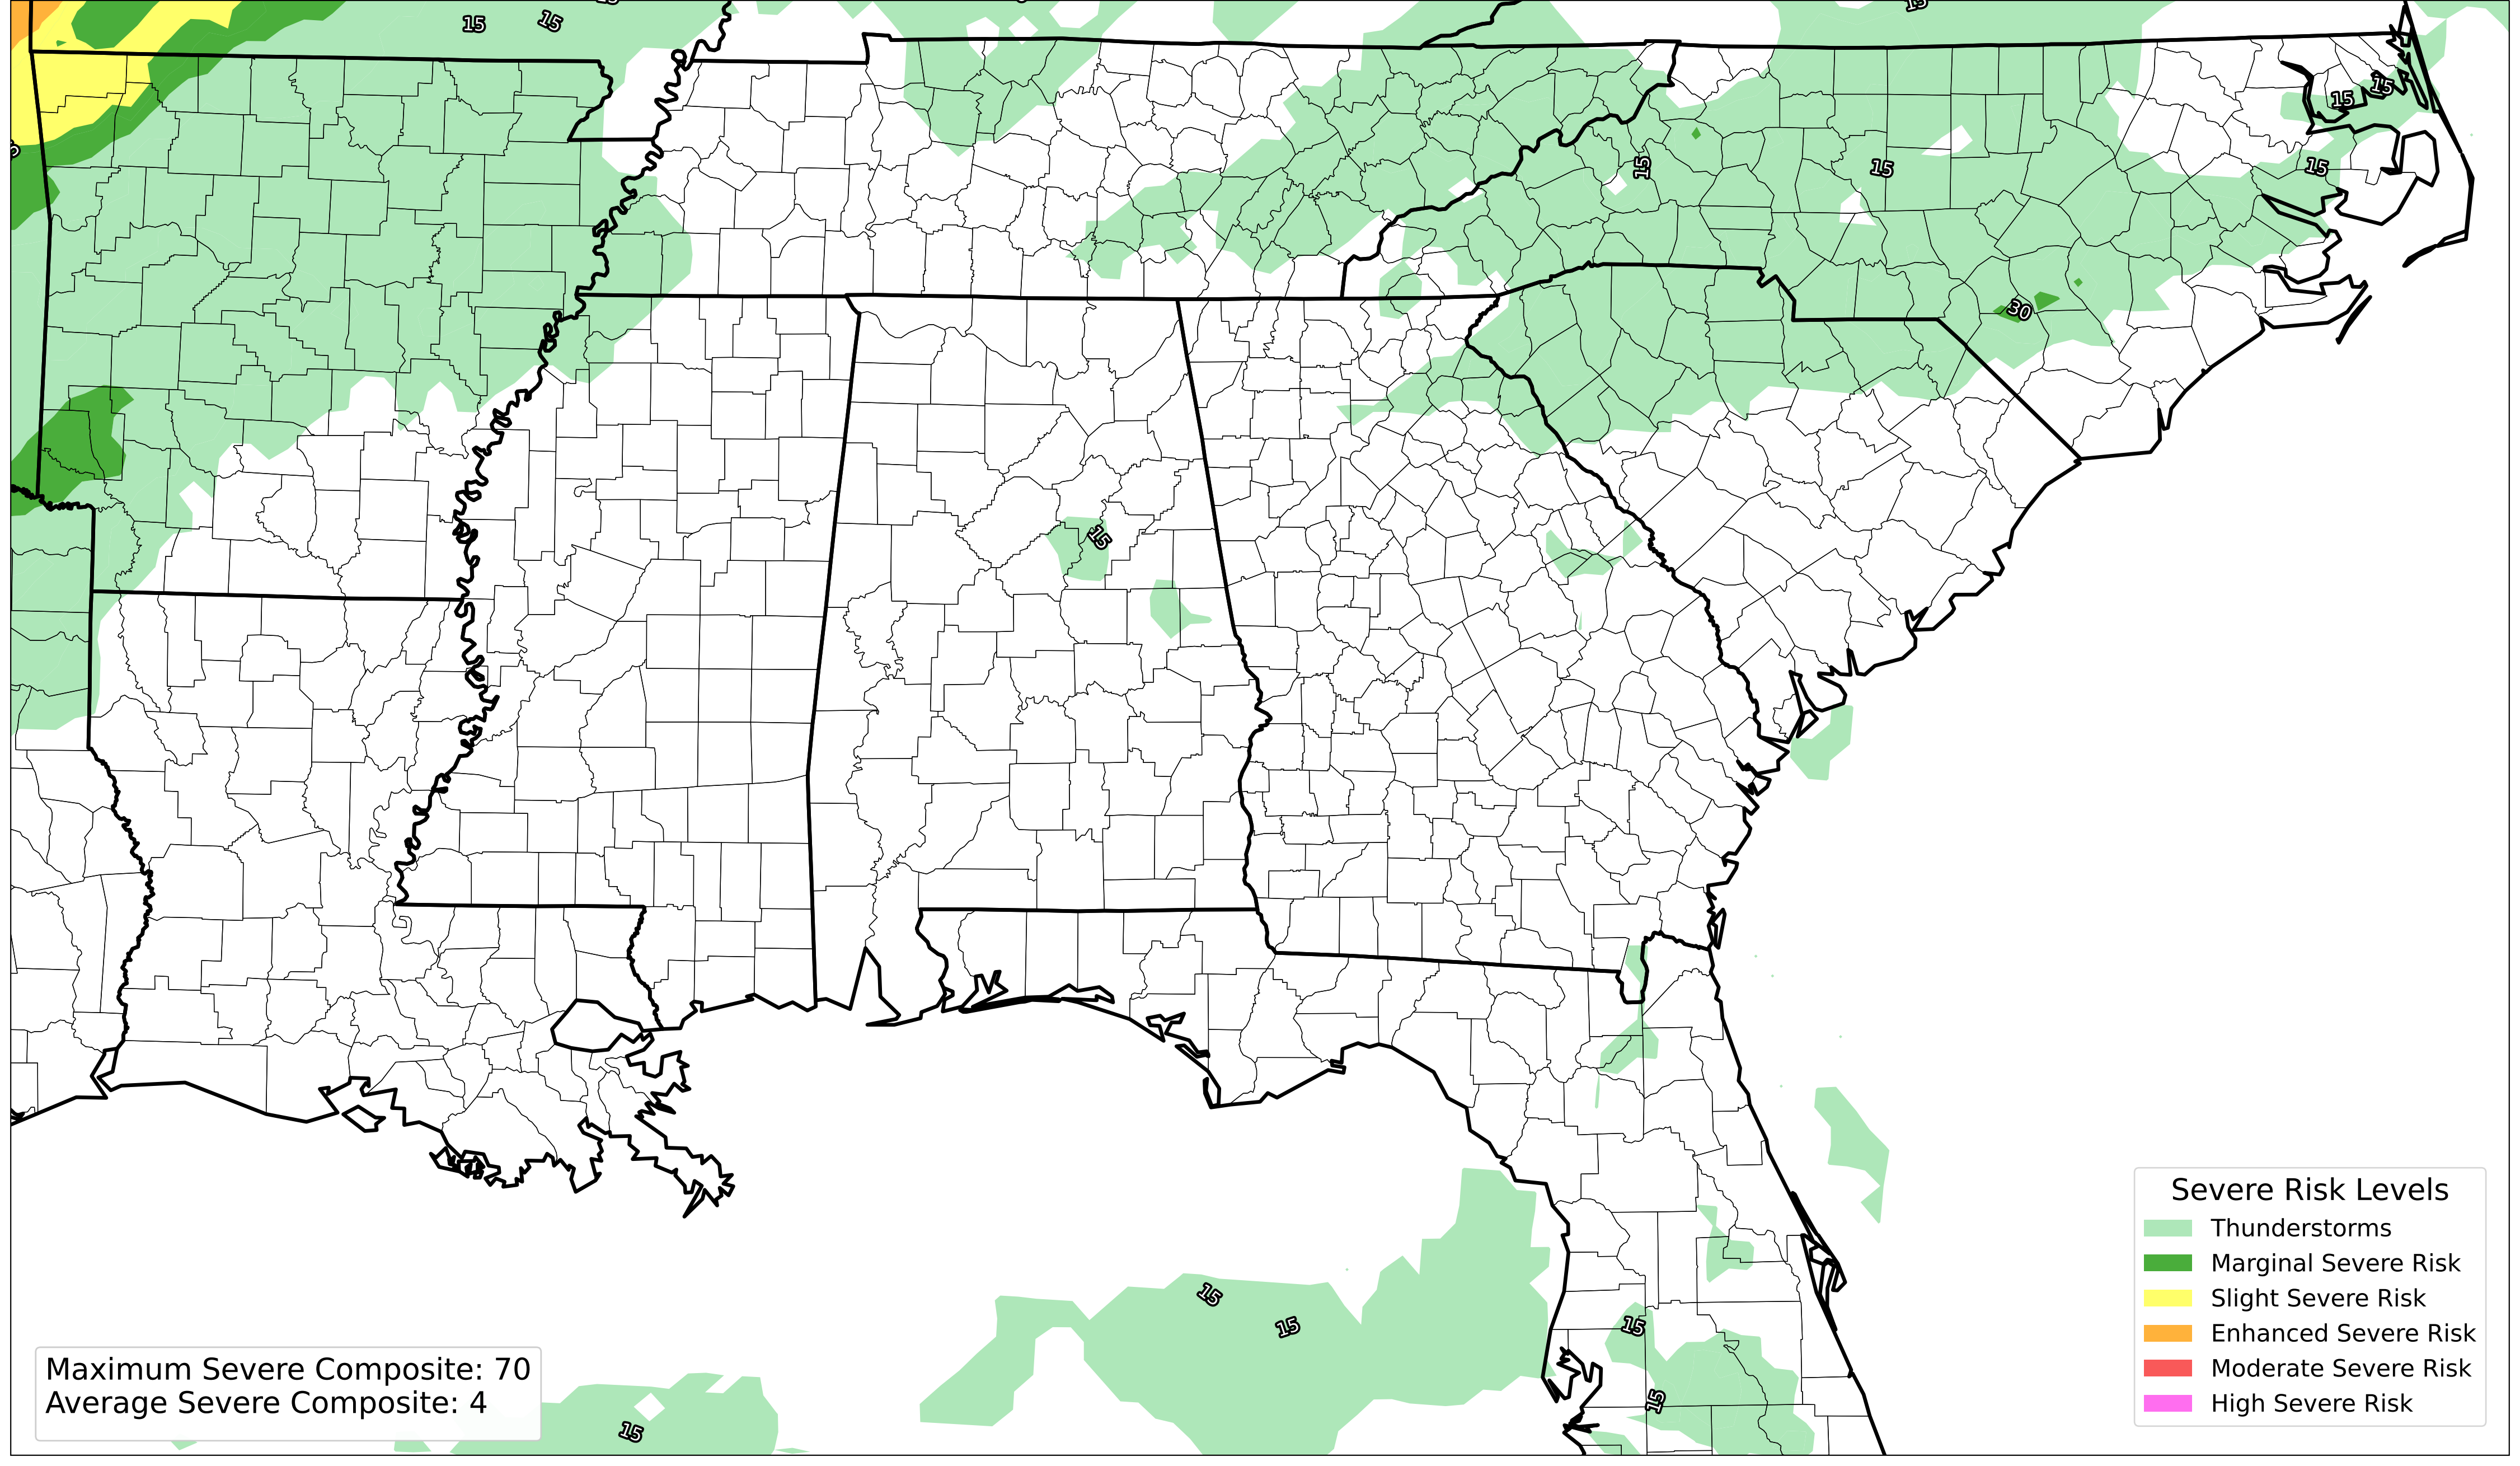 15
15
15
15
15
15
15
30
15
15
15
15
15
15
Severe Risk Levels
Thunderstorms
Marginal Severe Risk
Slight Severe Risk
Enhanced Severe Risk
Moderate Severe Risk
High Severe Risk
Maximum Severe Composite: 70
Average Severe Composite: 4